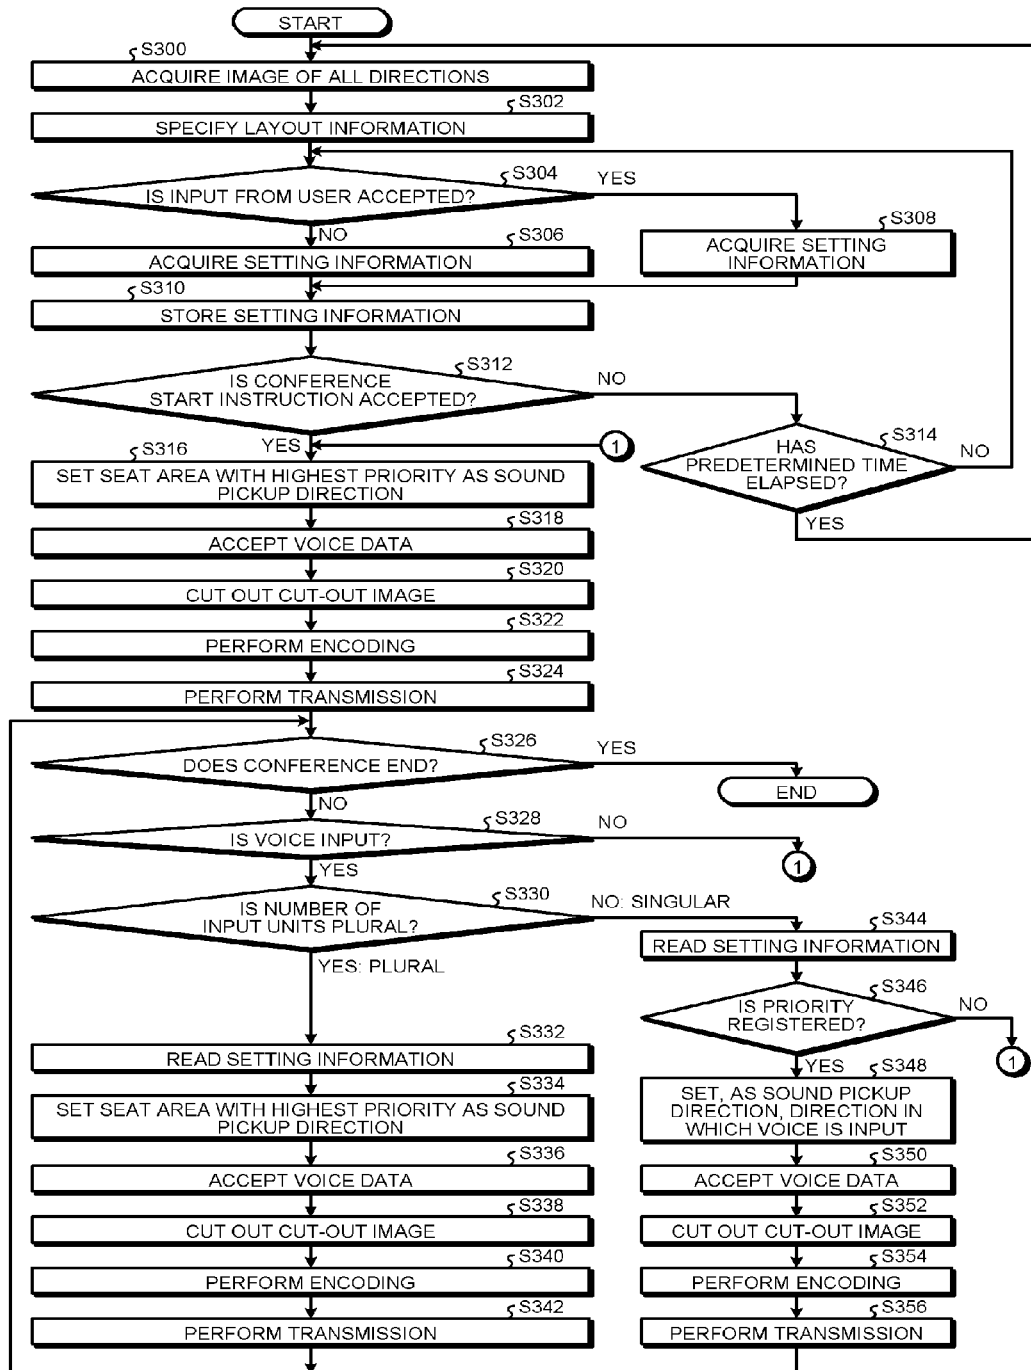 START
S300
ACQUIRE IMAGE OF ALL DIRECTIONS
S302
SPECIFY LAYOUT INFORMATION
S304
IS INPUT FROM USER ACCEPTED?
YES
NO
S306
ACQUIRE SETTING INFORMATION
S308
ACQUIRE SETTING
INFORMATION
S310
STORE SETTING INFORMATION
S312
IS CONFERENCE
START INSTRUCTION ACCEPTED?
NO
YES
S314
HAS
PREDETERMINED TIME
ELAPSED?
NO
YES
1
S316
SET SEAT AREA WITH HIGHEST PRIORITY AS SOUND
PICKUP DIRECTION
S318
ACCEPT VOICE DATA
S320
CUT OUT CUT-OUT IMAGE
S322
PERFORM ENCODING
S324
PERFORM TRANSMISSION
S326
DOES CONFERENCE END?
YES
END
NO
S328
IS VOICE INPUT?
NO
1
YES
S330
IS NUMBER OF
INPUT UNITS PLURAL?
NO: SINGULAR
YES: PLURAL
S344
READ SETTING INFORMATION
S346
IS PRIORITY
REGISTERED?
NO
1
YES
S332
READ SETTING INFORMATION
S334
SET SEAT AREA WITH HIGHEST PRIORITY AS SOUND
PICKUP DIRECTION
S336
ACCEPT VOICE DATA
S338
CUT OUT CUT-OUT IMAGE
S340
PERFORM ENCODING
S342
PERFORM TRANSMISSION
S348
SET, AS SOUND PICKUP
DIRECTION, DIRECTION IN
WHICH VOICE IS INPUT
S350
ACCEPT VOICE DATA
S352
CUT OUT CUT-OUT IMAGE
S354
PERFORM ENCODING
S356
PERFORM TRANSMISSION